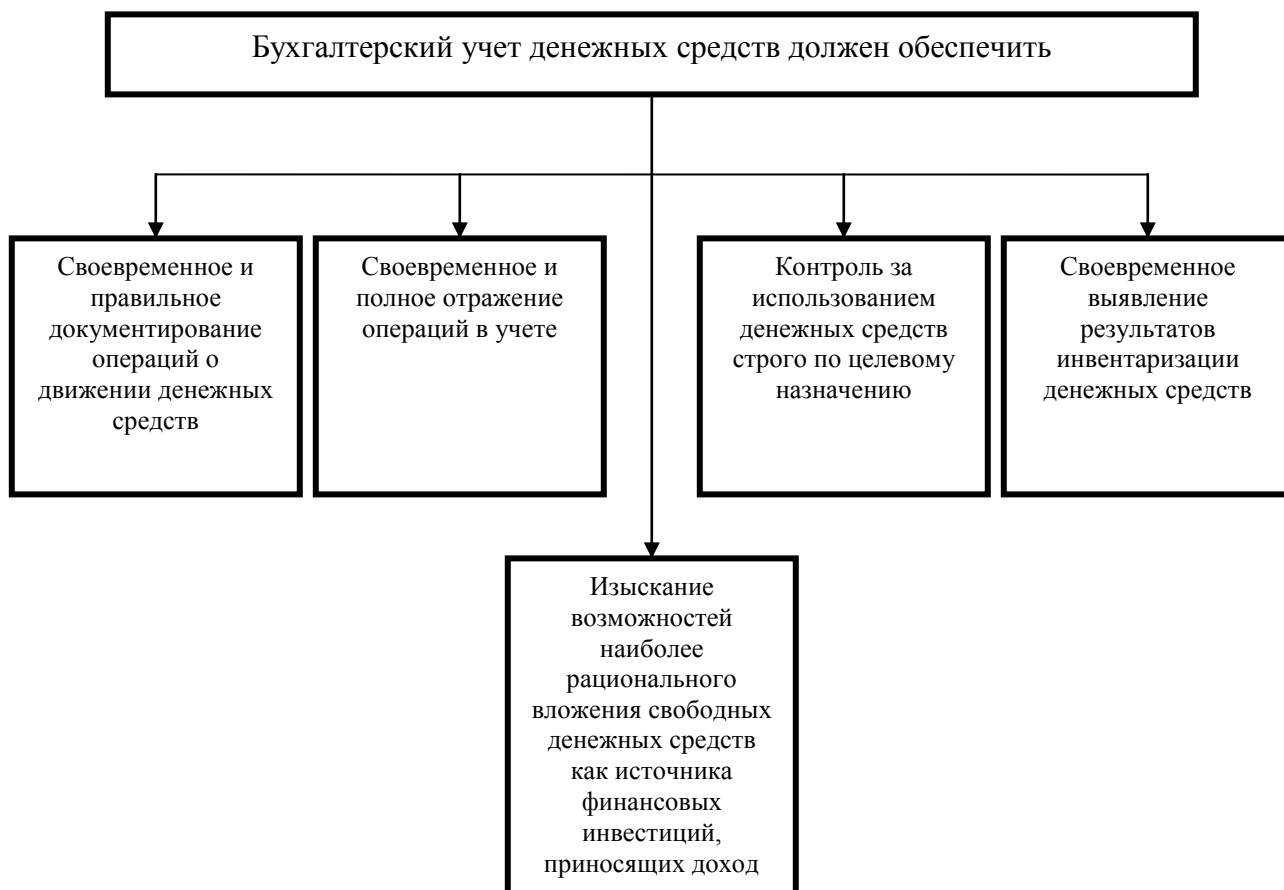 Бухгалтерский учет денежных средств должен обеспечить
Своевременное и
правильное
документирование
операций о
движении денежных
средств
Своевременное и
полное отражение
операций в учете
Контроль за
использованием
денежных средств
строго по целевому
назначению
Своевременное
выявление
результатов
инвентаризации
денежных средств
Изыскание
возможностей
наиболее
рационального
вложения свободных
денежных средств
как источника
финансовых
инвестиций,
приносящих доход